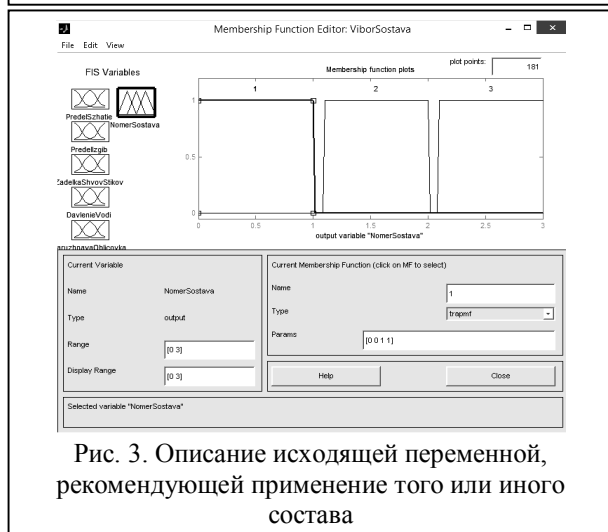 Membership Function Editor: ViborSostava
File Edit View
FIS Variables
PredelSzhatie
NomerSostava
PredelIzgib
ZadelkaShvovStikov
DavlenieVodi
Membership function plots
plot points: 181
1 2 3
1
0.5
0
0 0.5 1 1.5 2 2.5 3
output variable "NomerSostava"
Current Variable
Name NomerSostava
Type output
Range [0 3]
Display Range [0 3]
Current Membership Function (click on MF to select)
Name 1
Type trapmf
Params [0 0 1 1]
Help Close
Selected variable "NomerSostava"
Рис. 3. Описание исходящей переменной,
рекомендующей применение того или иного
состава